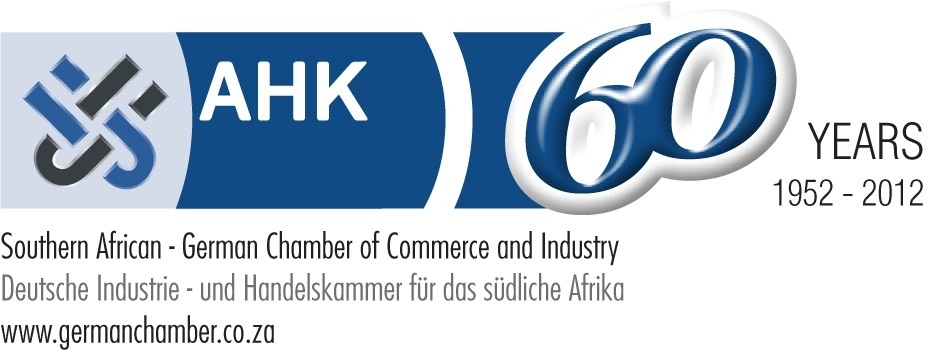 AHK
60
YEARS
1952 - 2012
Southern African - German Chamber of Commerce and Industry
Deutsche Industrie - und Handelskammer für das südliche Afrika
www.germanchamber.co.za